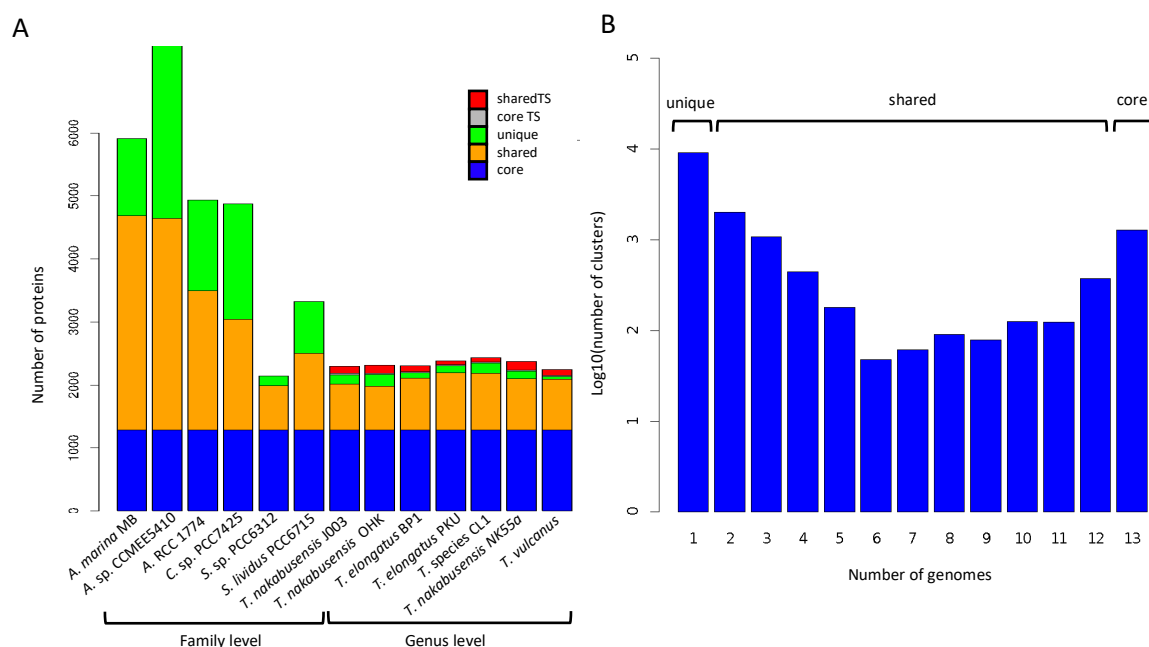 A
sharedTS
core TS
unique
shared
core
Number of proteins
6000
5000
4000
3000
2000
1000
0
A. marina MB
A. sp. CCMEE5410
A. RCC 1774
C. sp. PCC7425
S. sp. PCC6312
S. lividus PCC6715
T. nakabusensis J003
T. nakabusensis OHK
T. elongatus BP1
T. elongatus PKU
T. species CL1
T. nakabusensis NK55a
T. vulcanus
Family level
Genus level
B
unique
shared
core
Log10(number of clusters)
5
4
3
2
1
0
1 2 3 4 5 6 7 8 9 10 11 12 13
Number of genomes